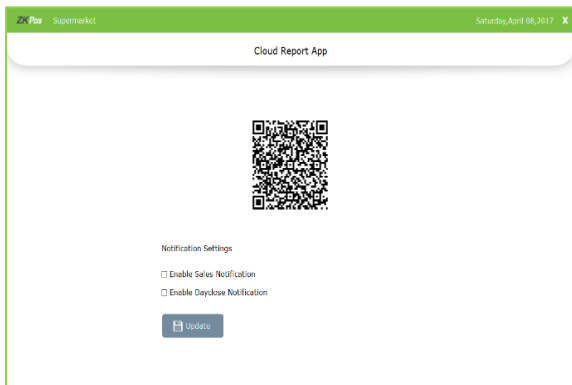 ZKPos Supermarket Saturday,April 08,2017 X
Cloud Report App
Notification Settings
Enable Sales Notification
Enable Dayclose Notification
Update